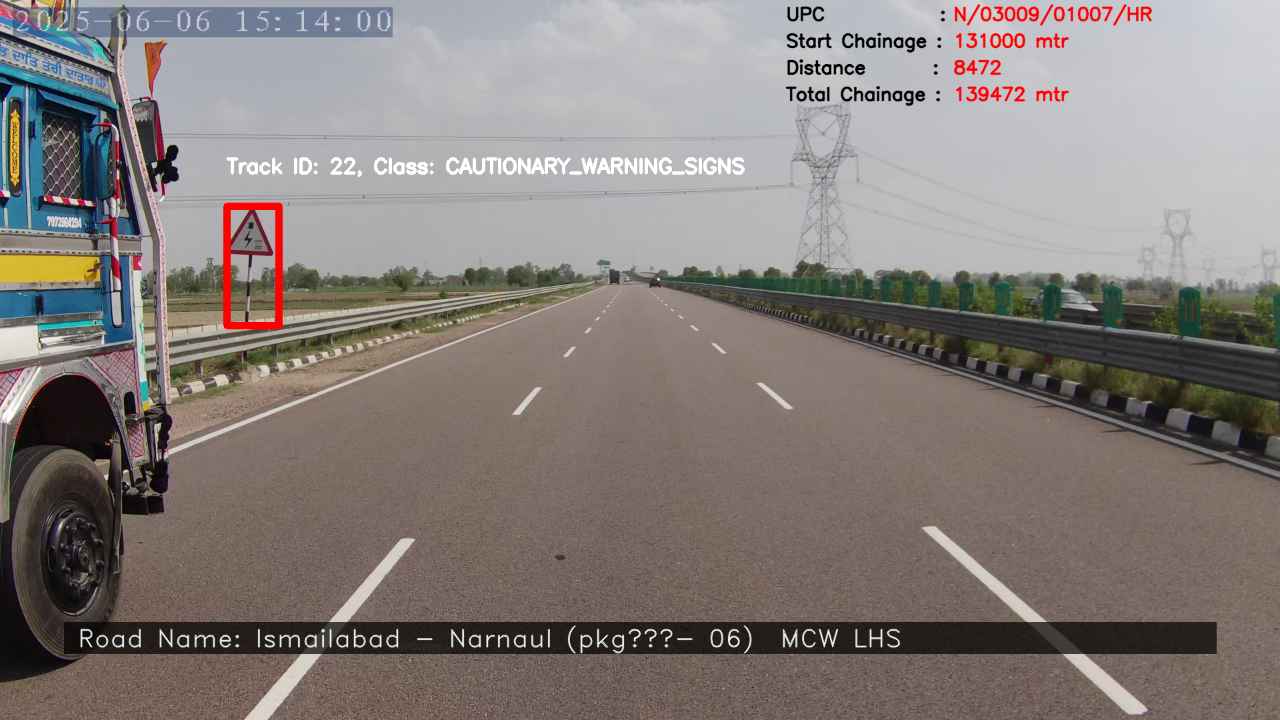 2025-06-06 15:14:00
UPC : N/03009/01007/HR
Start Chainage : 131000 mtr
Distance : 8472
Total Chainage : 139472 mtr
Track ID: 22, Class: CAUTIONARY_WARNING_SIGNS
WELCOME
Road Name: Ismailabad - Narnaul (pkg???- 06) MCW LHS